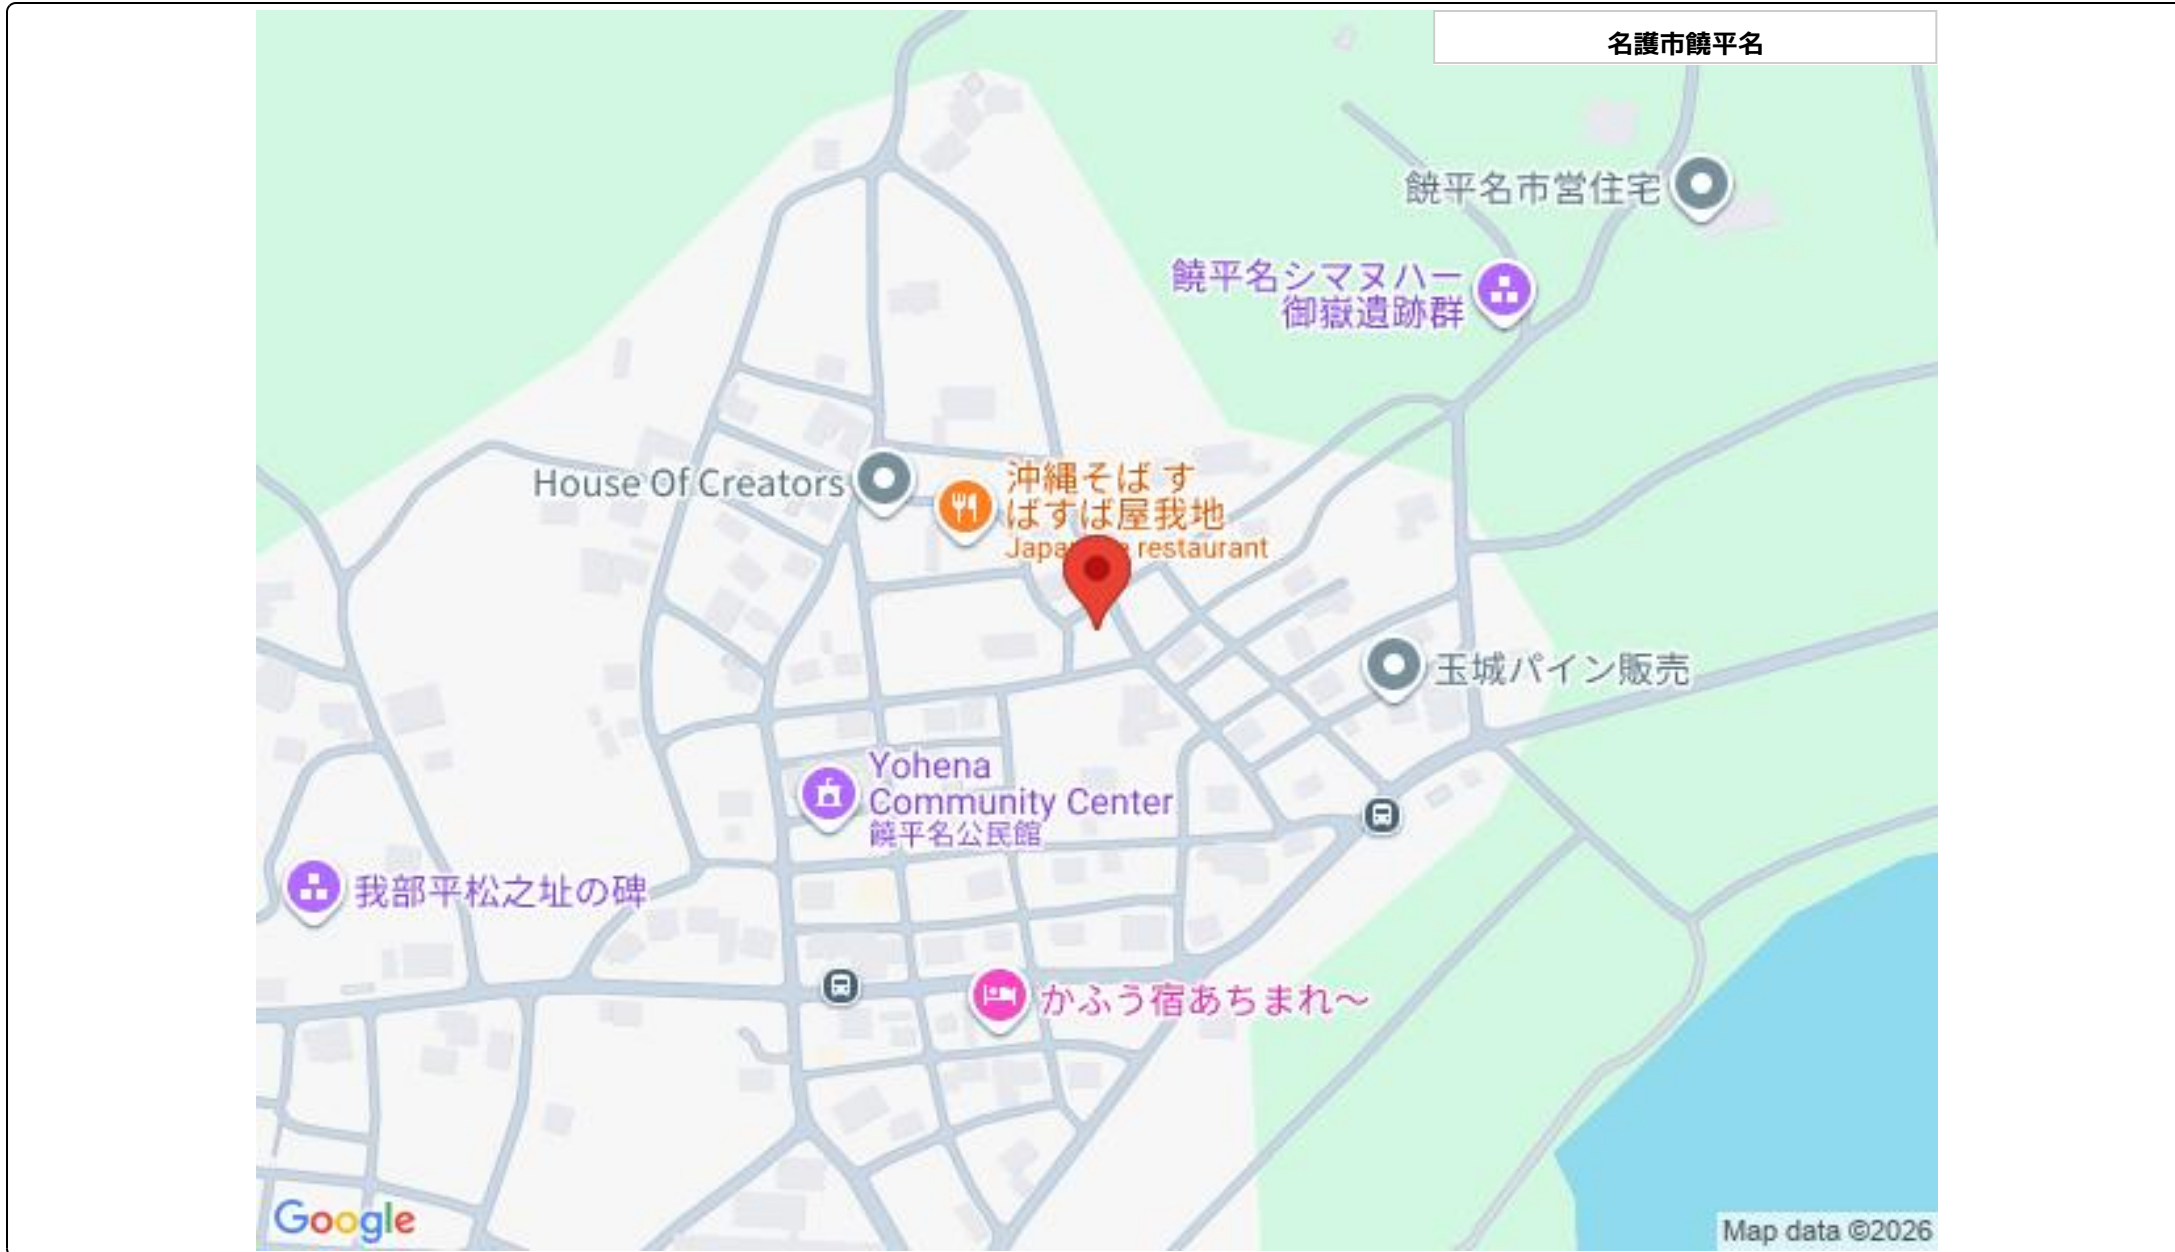 名護市饒平名
饒平名市営住宅
饒平名シマヌハー
御嶽遺跡群
House Of Creators
沖縄そば す
ばすば屋我地
restaurant
玉城パイン販売
Yohena
Community Center
饒平名公民館
我部平松之址の碑
かふう宿あちまれ〜
Google
Map data ©2026